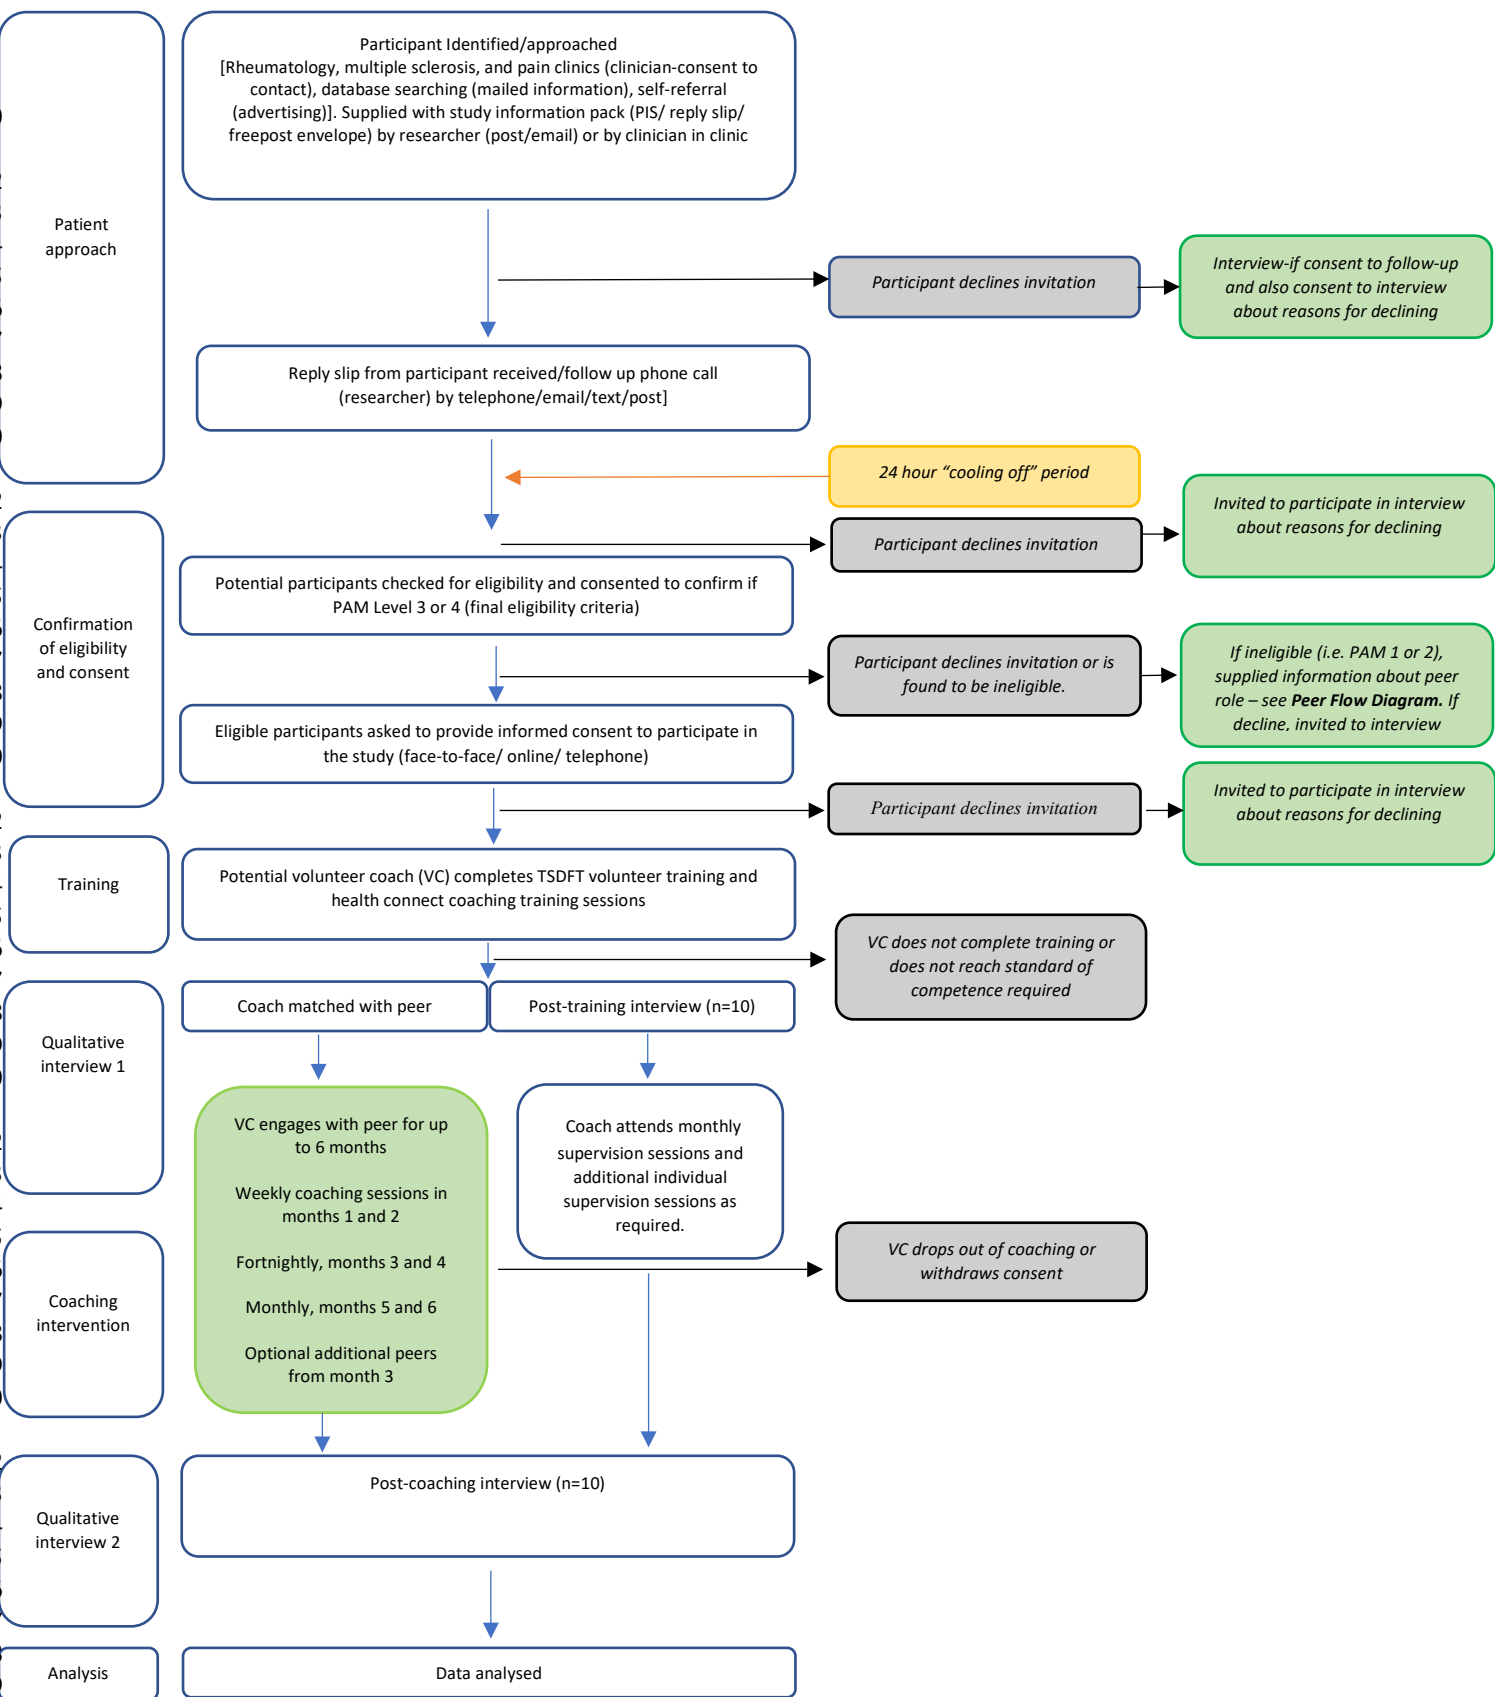 Patient
approach
Participant Identified/approached
[Rheumatology, multiple sclerosis, and pain clinics (clinician-consent to
contact), database searching (mailed information), self-referral
(advertising)]. Supplied with study information pack (PIS/ reply slip/
freepost envelope) by researcher (post/email) or by clinician in clinic
Participant declines invitation
Interview-if consent to follow-up
and also consent to interview
about reasons for declining
Reply slip from participant received/follow up phone call
(researcher) by telephone/email/text/post]
24 hour “cooling off” period
Participant declines invitation
Invited to participate in interview
about reasons for declining
Confirmation
of eligibility
and consent
Potential participants checked for eligibility and consented to confirm if
PAM Level 3 or 4 (final eligibility criteria)
Participant declines invitation or is
found to be ineligible.
If ineligible (i.e. PAM 1 or 2),
supplied information about peer
role – see Peer Flow Diagram. If
decline, invited to interview
Eligible participants asked to provide informed consent to participate in
the study (face-to-face/ online/ telephone)
Participant declines invitation
Invited to participate in interview
about reasons for declining
Training
Potential volunteer coach (VC) completes TSDFT volunteer training and
health connect coaching training sessions
VC does not complete training or
does not reach standard of
competence required
Qualitative
interview 1
Coach matched with peer
Post-training interview (n=10)
VC engages with peer for up
to 6 months
Weekly coaching sessions in
months 1 and 2
Fortnightly, months 3 and 4
Monthly, months 5 and 6
Optional additional peers
from month 3
Coach attends monthly
supervision sessions and
additional individual
supervision sessions as
required.
Coaching
intervention
VC drops out of coaching or
withdraws consent
Qualitative
interview 2
Post-coaching interview (n=10)
Analysis
Data analysed